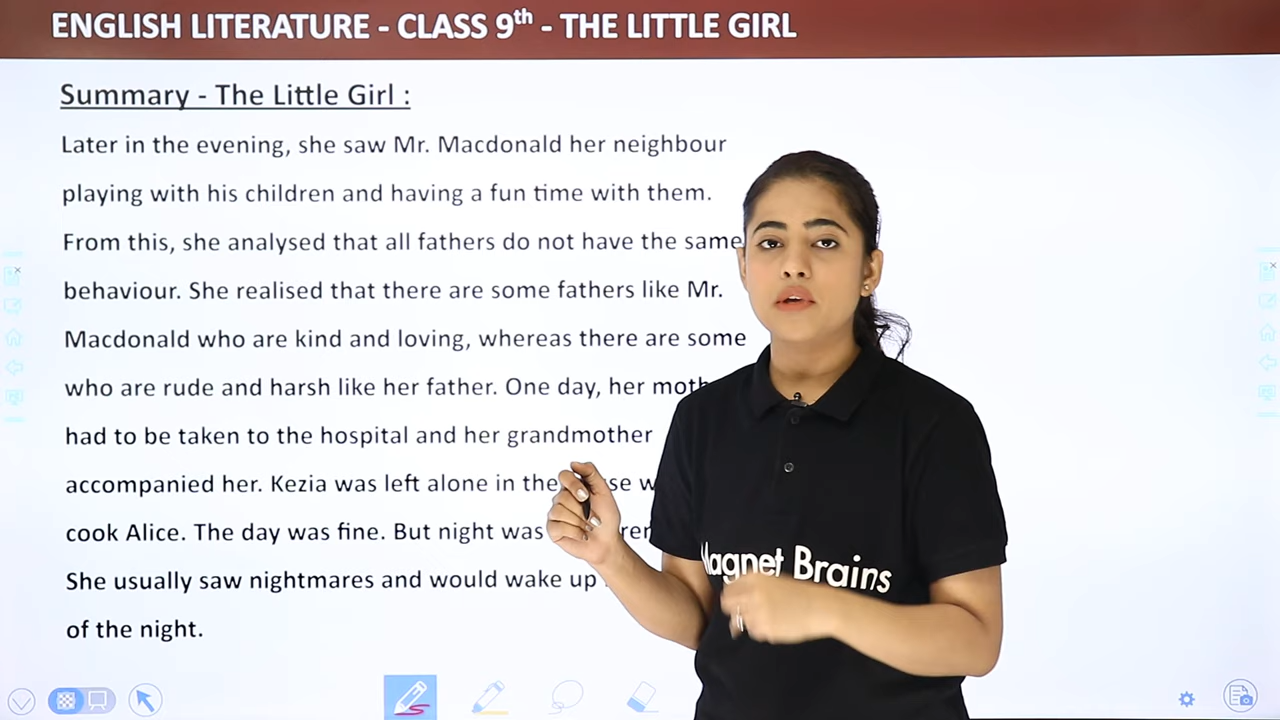 ENGLISH LITERATURE - CLASS 9th - THE LITTLE GIRL
Summary - The Little Girl :
Later in the evening, she saw Mr. Macdonald her neighbour
playing with his children and having a fun time with them.
From this, she analysed that all fathers do not have the same
behaviour. She realised that there are some fathers like Mr.
Macdonald who are kind and loving, whereas there are some
who are rude and harsh like her father. One day, her
had to be taken to the hospital and her grandmother
accompanied her. Kezia was left alone in the
cook Alice. The day was fine. But night was
She usually saw nightmares and would wake up
of the night.
Magnet Brains